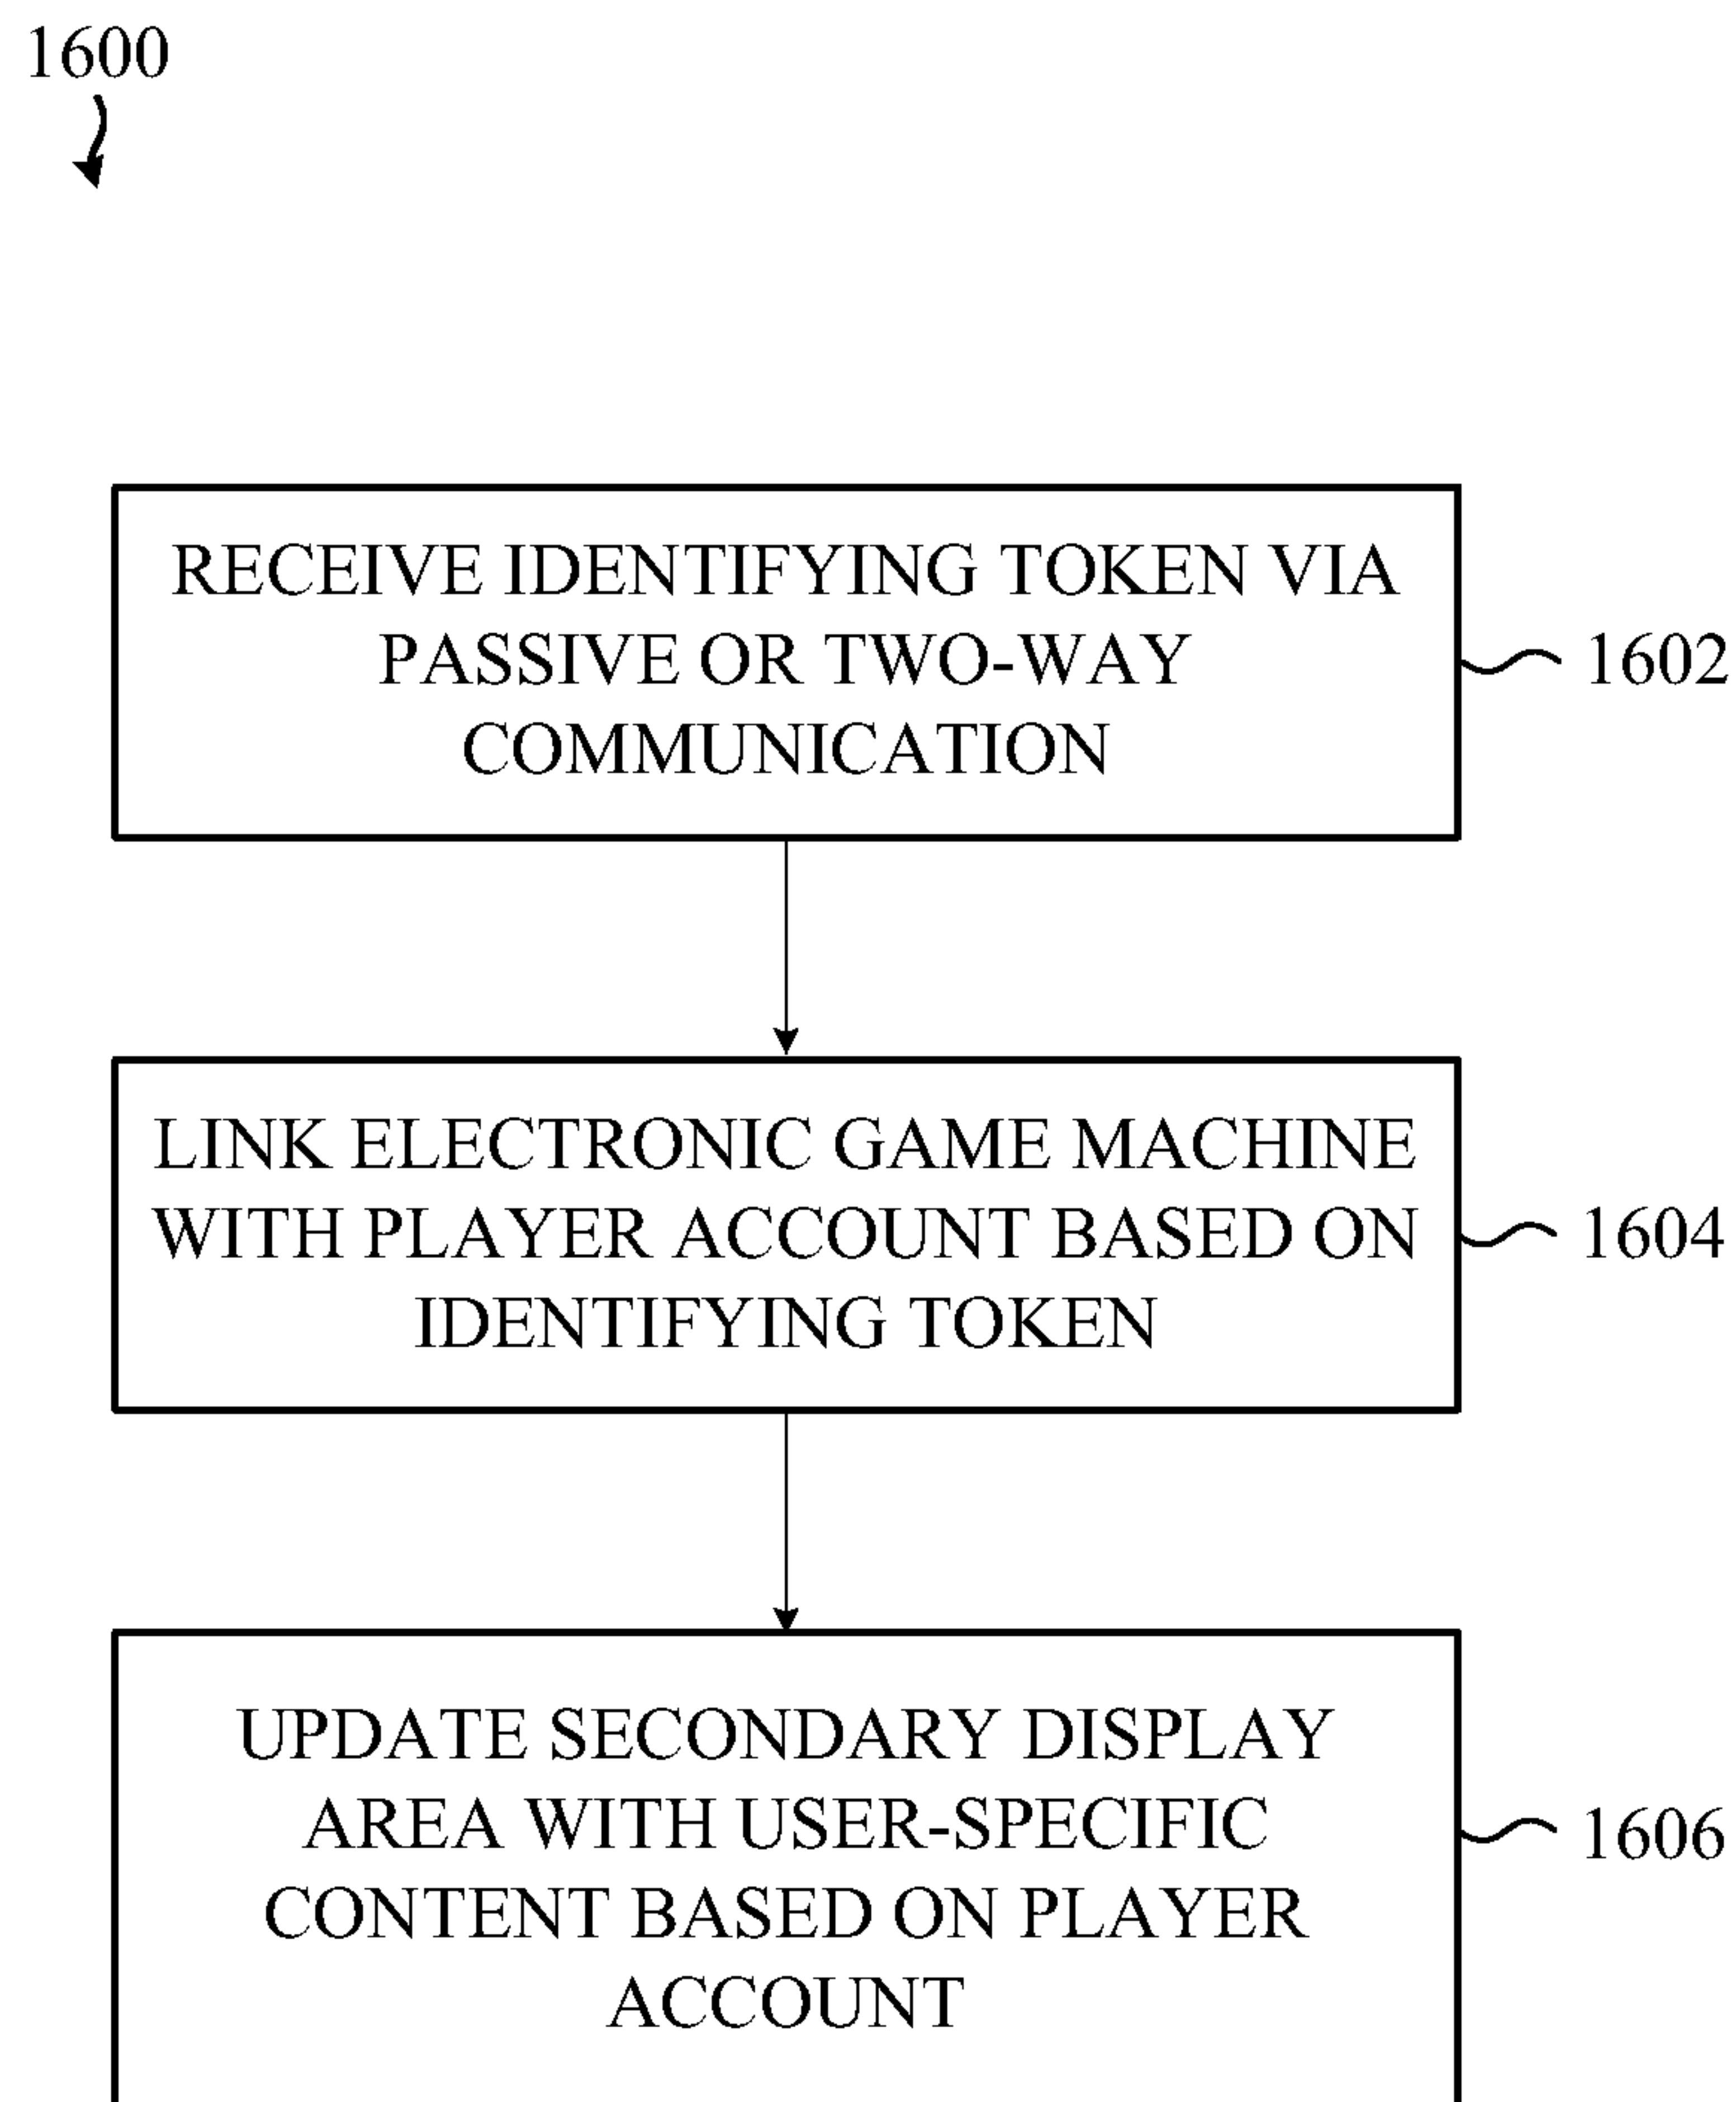 1600
RECEIVE IDENTIFYING TOKEN VIA
PASSIVE OR TWO-WAY
COMMUNICATION
1602
LINK ELECTRONIC GAME MACHINE
WITH PLAYER ACCOUNT BASED ON
IDENTIFYING TOKEN
1604
UPDATE SECONDARY DISPLAY
AREA WITH USER-SPECIFIC
CONTENT BASED ON PLAYER
ACCOUNT
1606